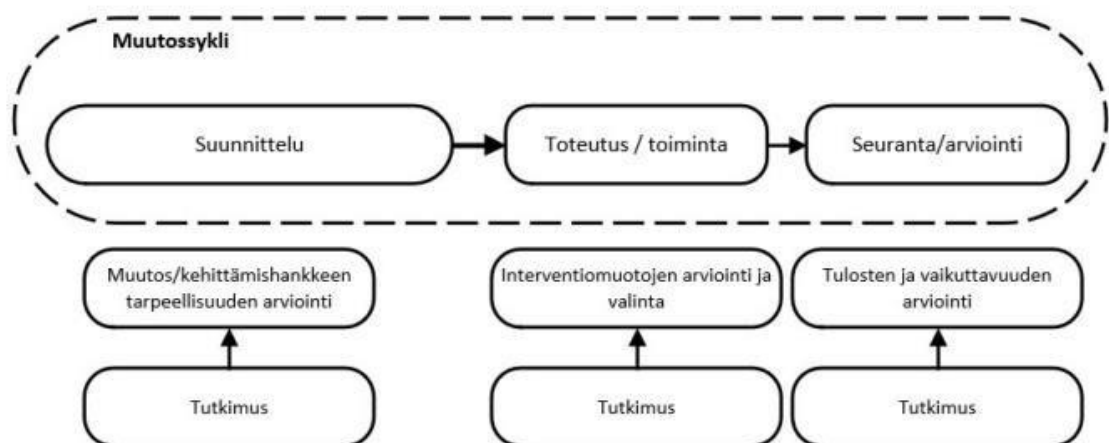 Muutossykli
Suunnittelu
Toteutus / toiminta
Seuranta/arviointi
Muutos/kehittämishankkeen
tarpeellisuuden arviointi
Interventiomuotojen arviointi ja
valinta
Tulosten ja vaikuttavuuden
arviointi
Tutkimus
Tutkimus
Tutkimus